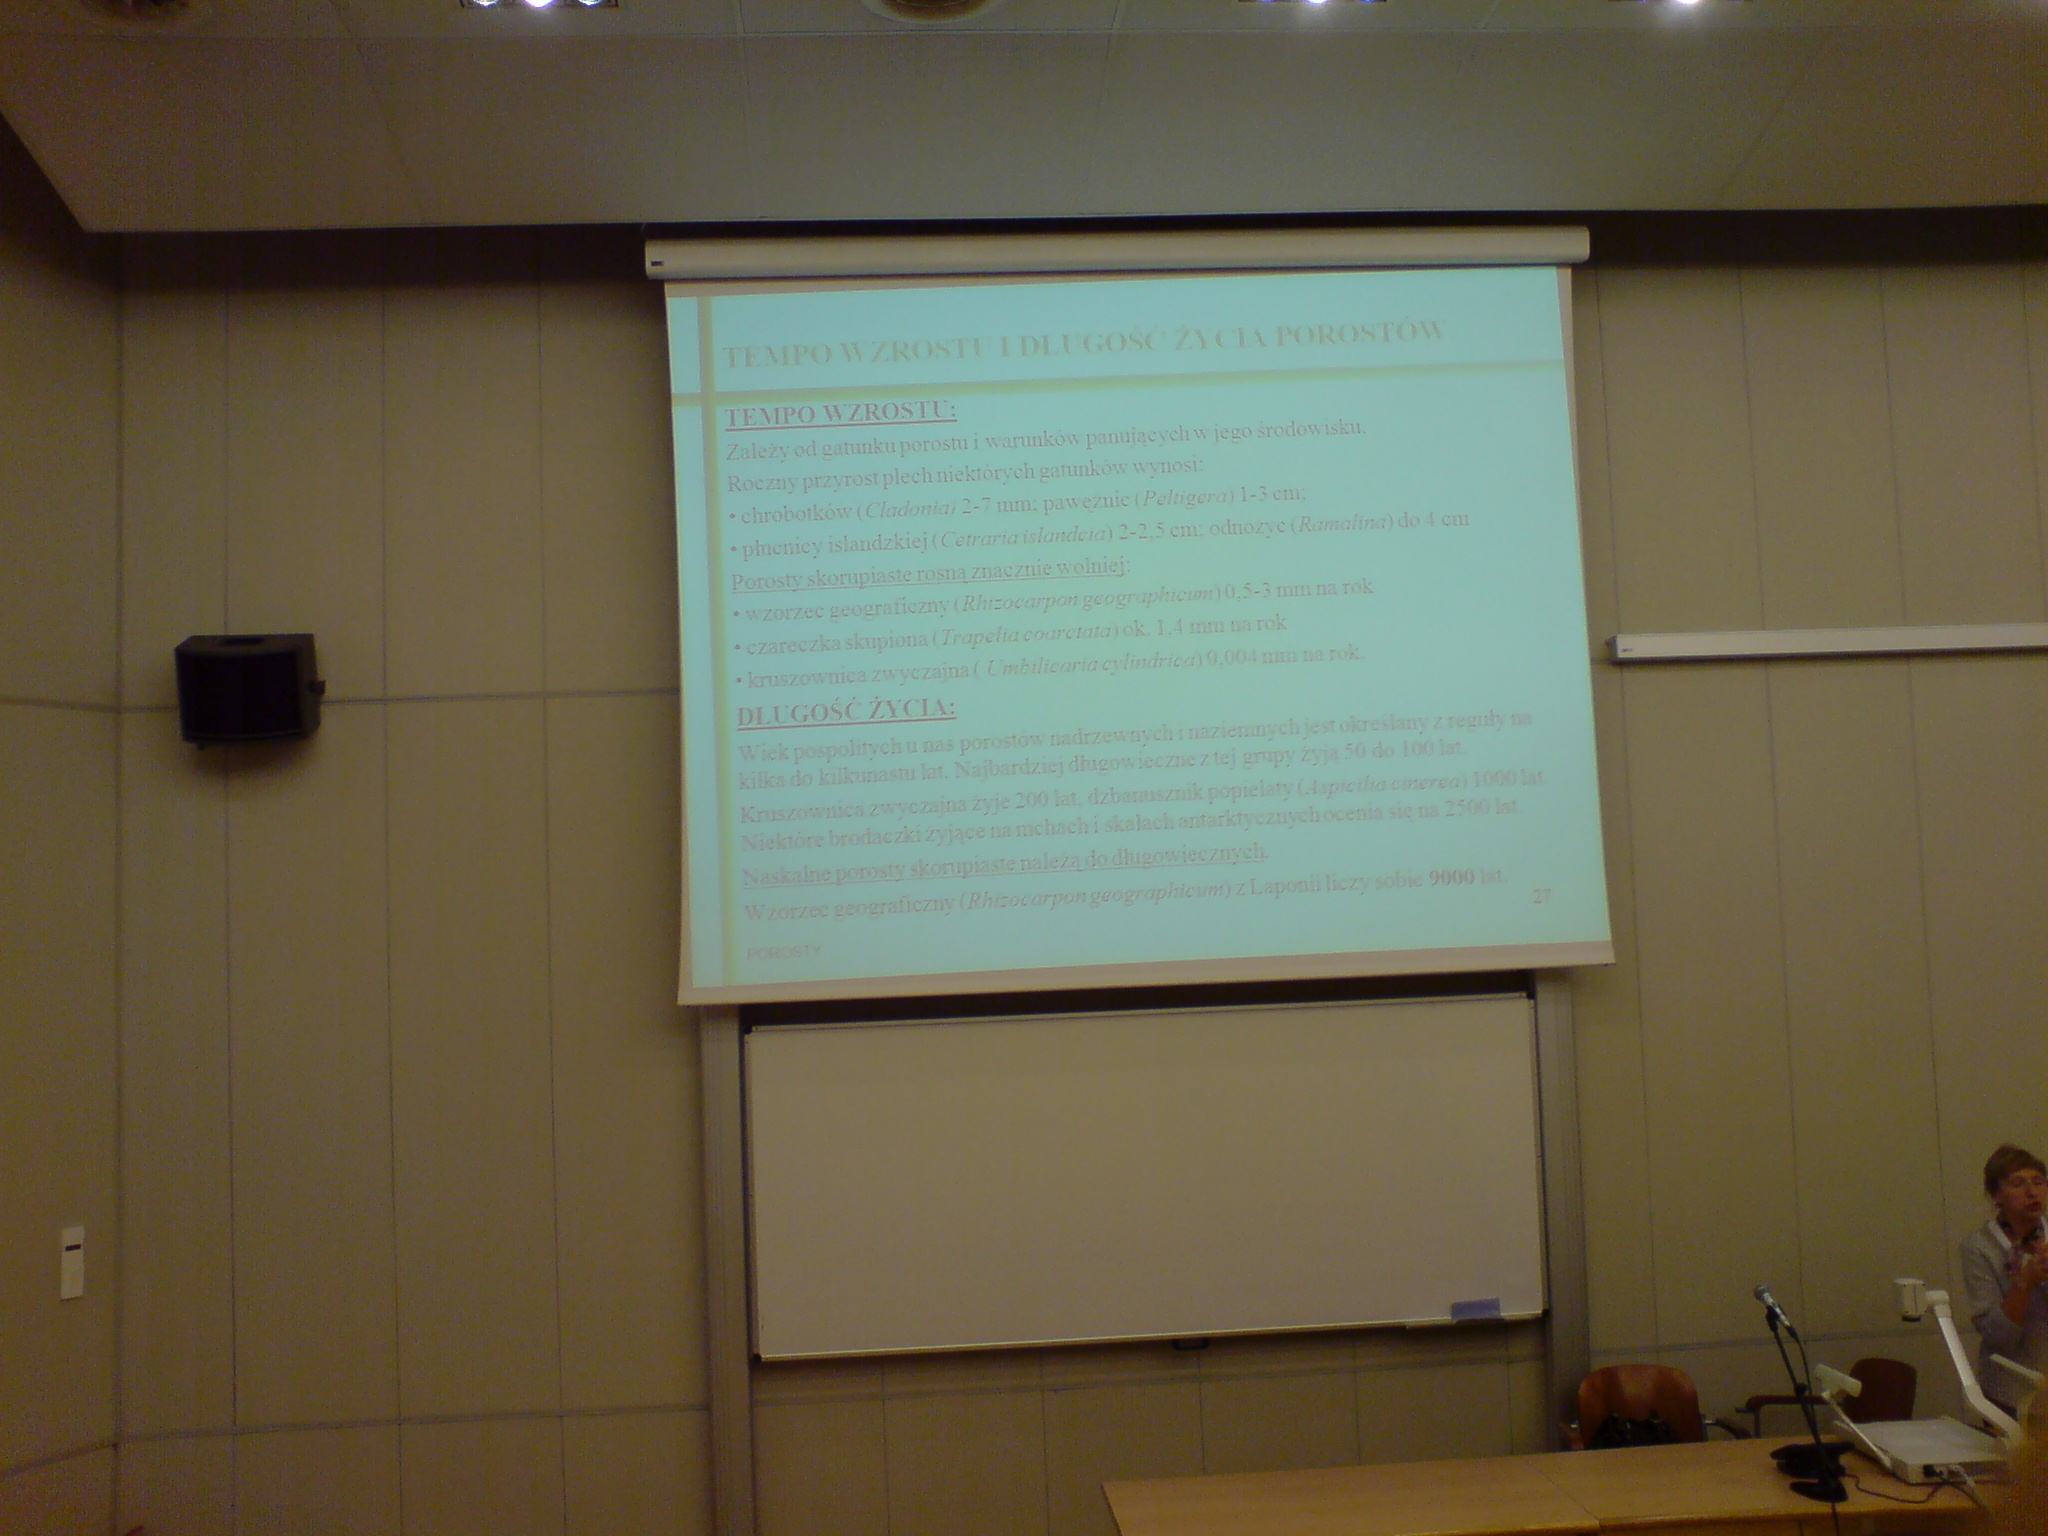 TEMPO WZROSTU I DŁUGOŚĆ ŻYCIA POROSTÓW
TEMPO WZROSTU:
Zależy od gatunku porostu i warunków panujących w jego środowisku.
Roczny przyrost plech niektórych gatunków wynosi:
• chrobotków (Cladonia) 2-7 mm; pawężnic (Peltigera) 1-3 cm;
• płucnicy islandzkiej (Cetraria islandcia) 2-2,5 cm; odnożyc (Ramalina) do 4 cm
Porosty skorupiaste rosną znacznie wolniej:
• wzorzec geograficzny (Rhizocarpon geographicum) 0,5-3 mm na rok
• czareczka skupiona (Trapelia coarctata) ok. 1,4 mm na rok
• kruszownica zwyczajna ( Umbilicaria cylindrica) 0,004 mm na rok.
DŁUGOŚĆ ŻYCIA:
Wiek pospolitych u nas porostów nadrzewnych i naziemnych jest określany z reguły na
kilka do kilkunastu lat. Najbardziej długowieczne z tej grupy żyją 50 do 100 lat.
Kruszownica zwyczajna żyje 200 lat, dzbanusznik popielaty (Aspicilia cinerea) 1000 lat.
Niektóre brodaczki żyjące na mchach i skałach antarktycznych ocenia się na 2500 lat.
Naskalne porosty skorupiaste należą do długowiecznych.
Wzorzec geograficzny (Rhizocarpon geographicum) z Laponii liczy sobie 9000 lat.
27
POROSTY